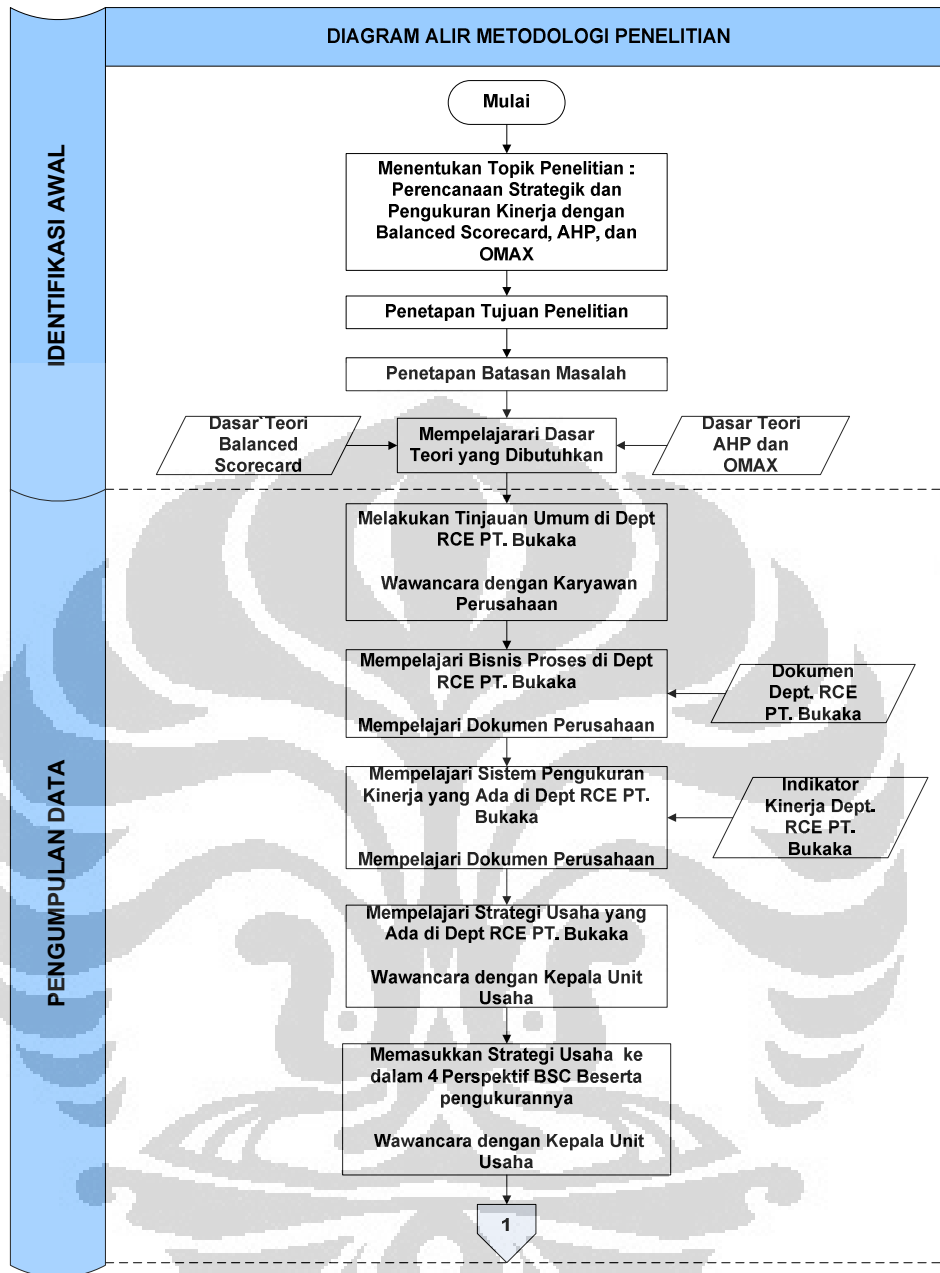 DIAGRAM ALIR METODOLOGI PENELITIAN
IDENTIFIKASI AWAL
Mulai
Menentukan Topik Penelitian :
Perencanaan Strategik dan
Pengukuran Kinerja dengan
Balanced Scorecard, AHP, dan
OMAX
Penetapan Tujuan Penelitian
Penetapan Batasan Masalah
Dasar`Teori
Balanced
Scorecard
Mempelajarari Dasar
Teori yang Dibutuhkan
Dasar Teori
AHP dan
OMAX
PENGUMPULAN DATA
Melakukan Tinjauan Umum di Dept
RCE PT. Bukaka
Wawancara dengan Karyawan
Perusahaan
Mempelajari Bisnis Proses di Dept
RCE PT. Bukaka
Mempelajari Dokumen Perusahaan
Dokumen
Dept. RCE
PT. Bukaka
Mempelajari Sistem Pengukuran
Kinerja yang Ada di Dept RCE PT.
Bukaka
Mempelajari Dokumen Perusahaan
Indikator
Kinerja Dept.
RCE PT.
Bukaka
Mempelajari Strategi Usaha yang
Ada di Dept RCE PT. Bukaka
Wawancara dengan Kepala Unit
Usaha
Memasukkan Strategi Usaha ke
dalam 4 Perspektif BSC Beserta
pengukurannya
Wawancara dengan Kepala Unit
Usaha
1